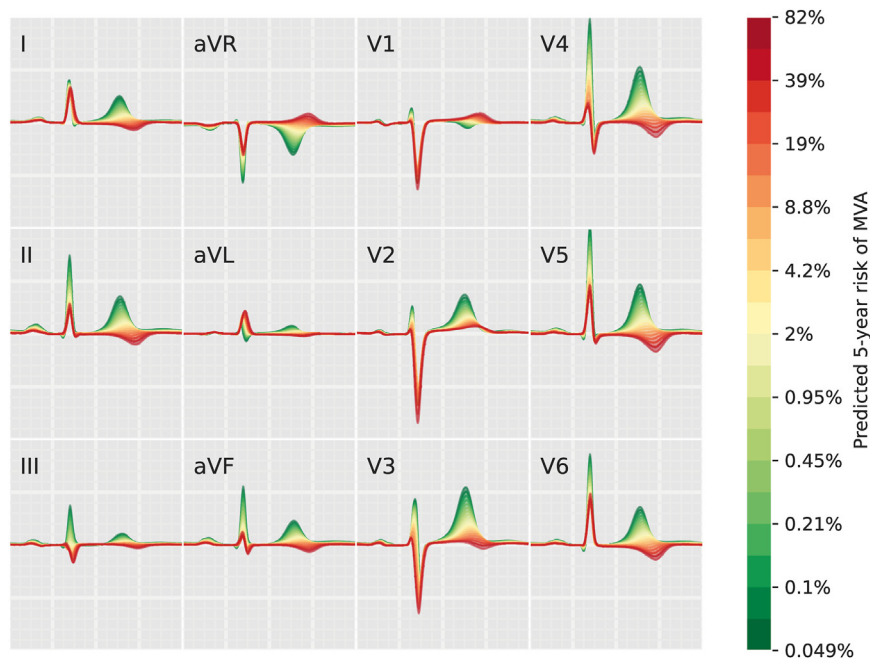 I aVR V1 V4
II aVL V2 V5
III aVF V3 V6
82%
39%
19%
8.8%
4.2%
2%
0.95%
0.45%
0.21%
0.1%
0.049%
Predicted 5-year risk of MVA